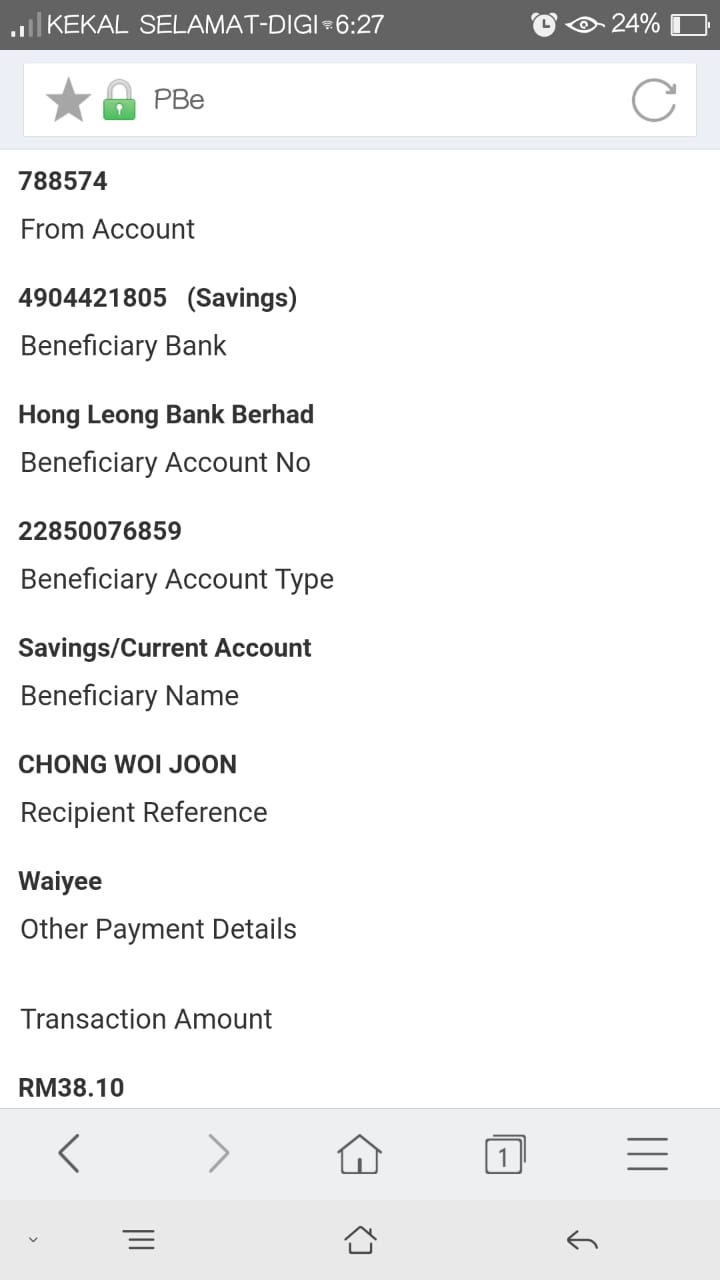 KEKAL SELAMAT-DIGI 6:27 24%
PBe
788574
From Account
4904421805 (Savings)
Beneficiary Bank
Hong Leong Bank Berhad
Beneficiary Account No
22850076859
Beneficiary Account Type
Savings/Current Account
Beneficiary Name
CHONG WOI JOON
Recipient Reference
Waiyee
Other Payment Details
Transaction Amount
RM38.10
1